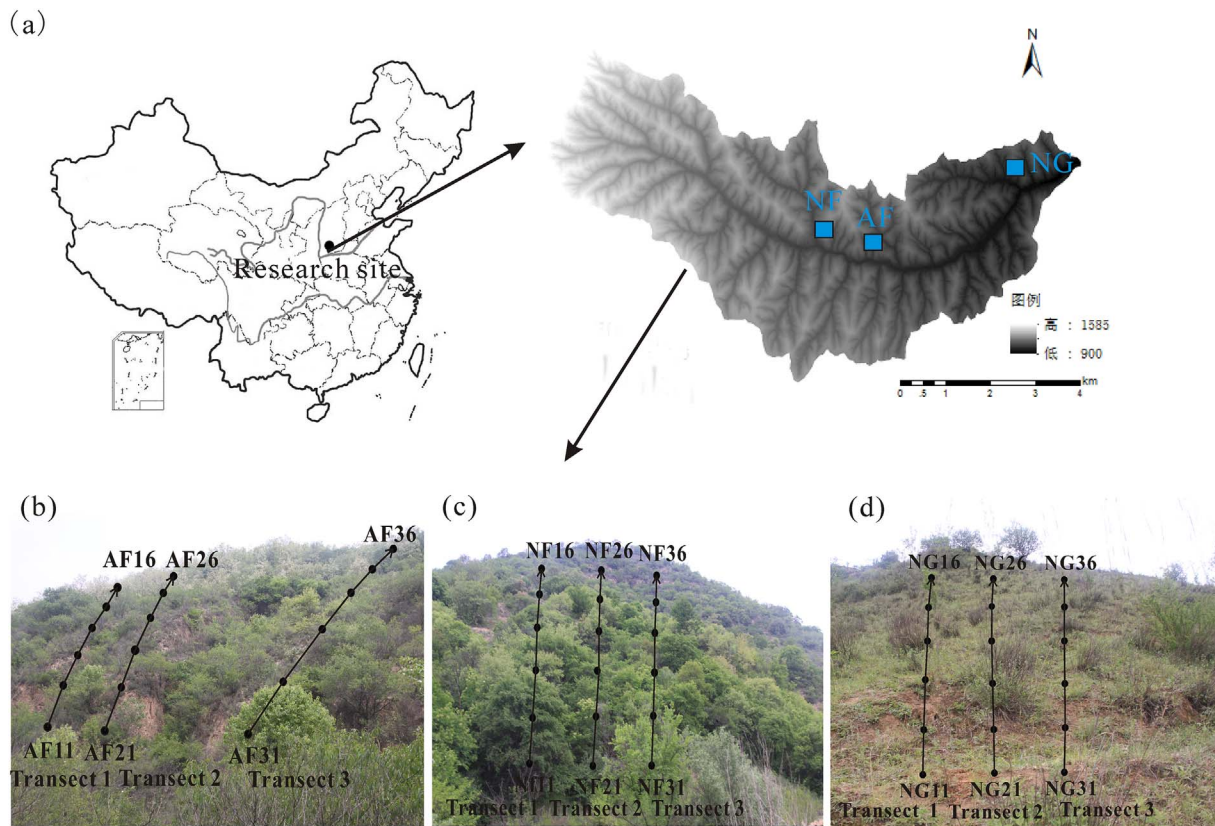 (a)
N
Research site
NF
AF
NG
图例
高 : 1585
低 : 900
km
0 .5 1 2 3 4
(b)
AF16 AF26 AF36
AF11 AF21 AF31
Transect 1 Transect 2 Transect 3
(c)
NF16 NF26 NF36
NF21 NF31
Transect 1 Transect 2 Transect 3
(d)
NG16 NG26 NG36
NG11 NG21 NG31
Transect 1 Transect 2 Transect 3